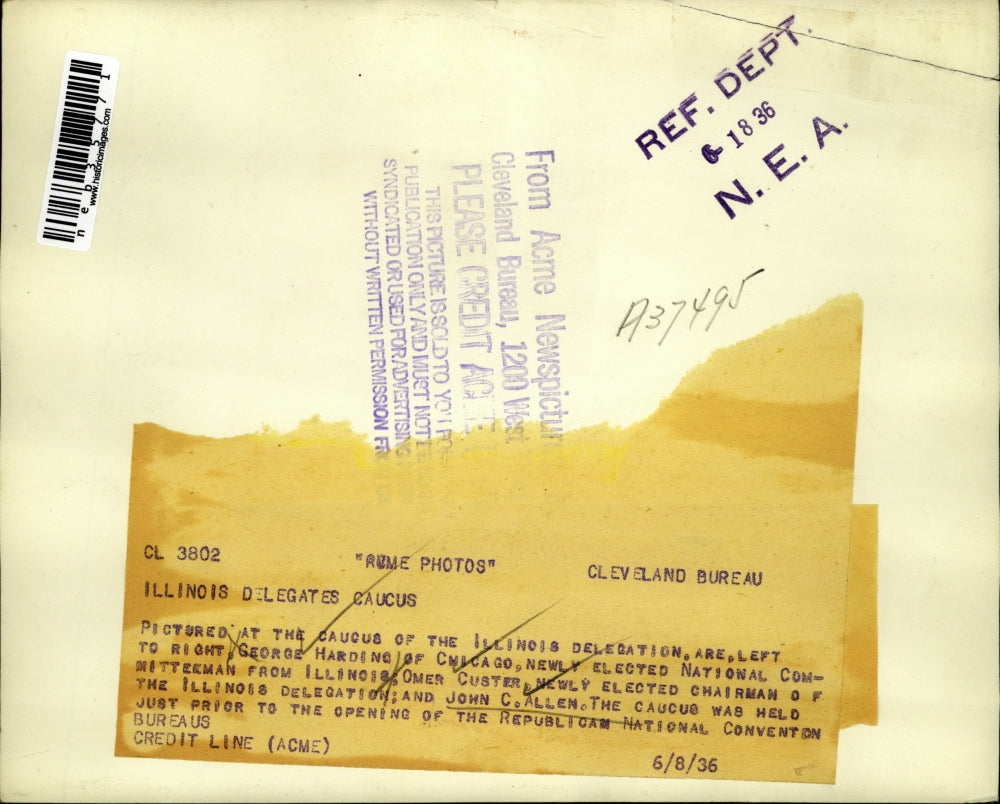 neb35771
www.historicimages.com
REF. DEPT.
6-18 36
N. E. A.
From Acme Newspictur
Cleveland Bureau, 1200 West
PLEASE CREDIT ACME
THIS PICTURE IS SOLD TO YOU FOR
PUBLICATION ONLY AND MUST NOT BE
SYNDICATED OR USED FOR ADVERTISING
WITHOUT WRITTEN PERMISSION FR
A37495
CL 3802 "ACME PHOTOS" CLEVELAND BUREAU
ILLINOIS DELEGATES CAUCUS
PICTURED AT THE CAUCUS OF THE ILLINOIS DELEGATION, ARE, LEFT
TO RIGHT, GEORGE HARDING OF CHICAGO, NEWLY ELECTED NATIONAL COM-
MITTEEMAN FROM ILLINOIS, OMER CUSTER, NEWLY ELECTED CHAIRMAN OF
THE ILLINOIS DELEGATION; AND JOHN C. ALLEN. THE CAUCUS WAS HELD
JUST PRIOR TO THE OPENING OF THE REPUBLICAN NATIONAL CONVENTION
BUREAUS
CREDIT LINE (ACME) 6/8/36